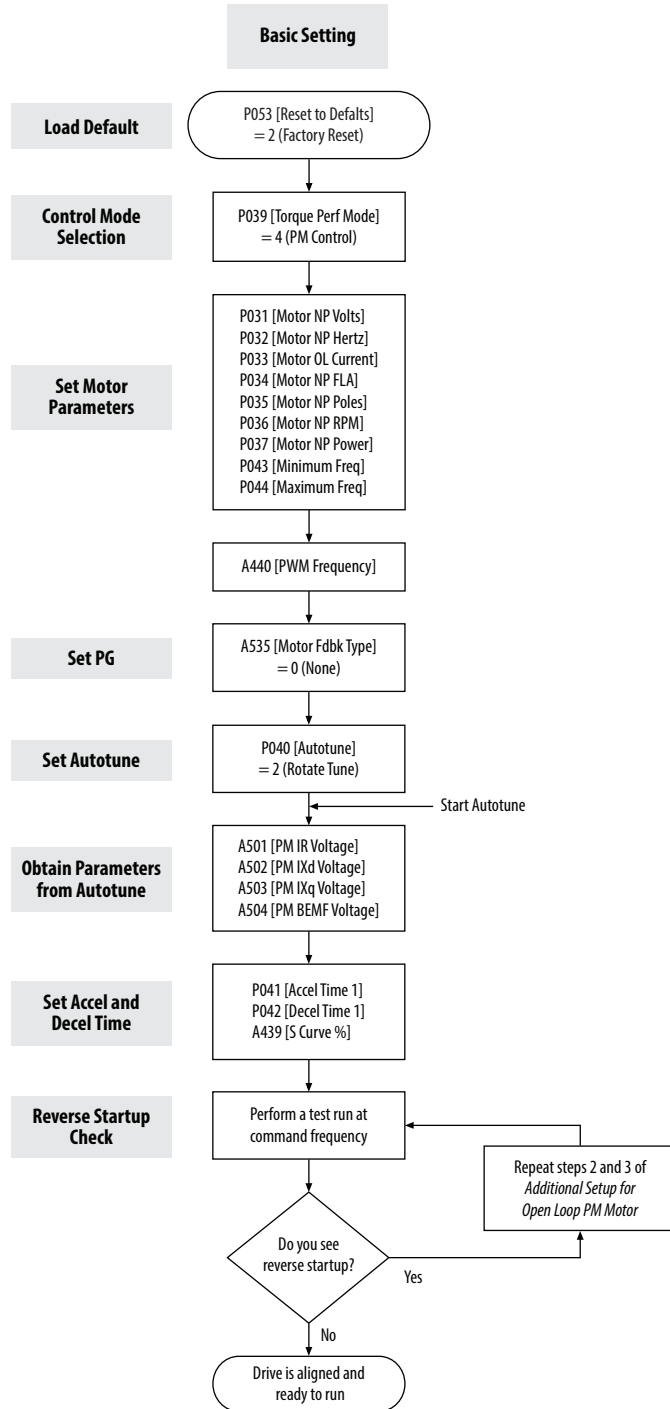 Basic Setting
Load Default
P053 [Reset to Defalts]
= 2 (Factory Reset)
Control Mode
Selection
P039 [Torque Perf Mode]
= 4 (PM Control)
Set Motor
Parameters
P031 [Motor NP Volts]
P032 [Motor NP Hertz]
P033 [Motor OL Current]
P034 [Motor NP FLA]
P035 [Motor NP Poles]
P036 [Motor NP RPM]
P037 [Motor NP Power]
P043 [Minimum Freq]
P044 [Maximum Freq]
A440 [PWM Frequency]
Set PG
A535 [Motor Fdbk Type]
= 0 (None)
Set Autotune
P040 [Autotune]
= 2 (Rotate Tune)
Start Autotune
Obtain Parameters
from Autotune
A501 [PM IR Voltage]
A502 [PM IXd Voltage]
A503 [PM IXq Voltage]
A504 [PM BEMF Voltage]
Set Accel and
Decel Time
P041 [Accel Time 1]
P042 [Decel Time 1]
A439 [S Curve %]
Reverse Startup
Check
Perform a test run at
command frequency
Repeat steps 2 and 3 of
Additional Setup for
Open Loop PM Motor
Do you see
reverse startup?
Yes
No
Drive is aligned and
ready to run